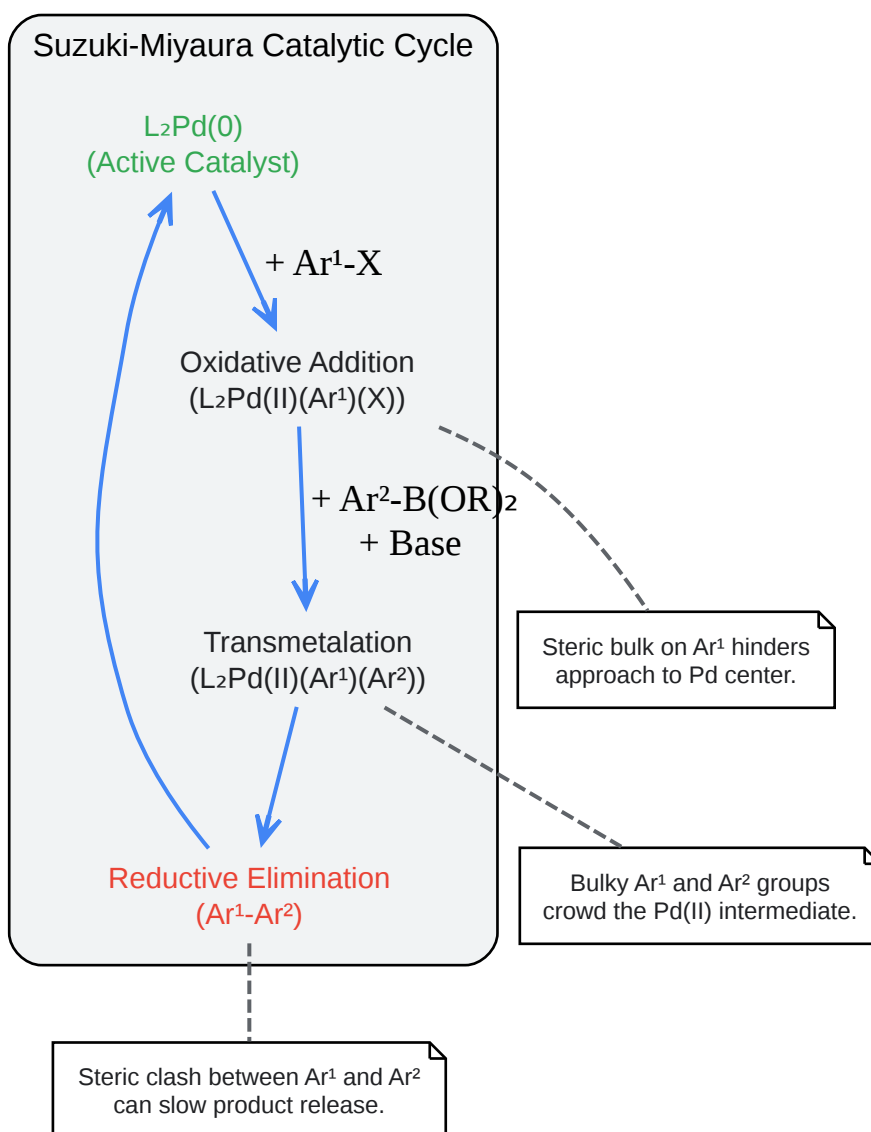 Suzuki-Miyaura Catalytic Cycle
L₂Pd(0)
(Active Catalyst)
+ Ar¹-X
Oxidative Addition
(L₂Pd(II)(Ar¹)(X))
+ Ar²-B(OR)₂
+ Base
Transmetalation
(L₂Pd(II)(Ar¹)(Ar²))
Steric bulk on Ar¹ hinders
approach to Pd center.
Reductive Elimination
(Ar¹-Ar²)
Bulky Ar¹ and Ar² groups
crowd the Pd(II) intermediate.
Steric clash between Ar¹ and Ar²
can slow product release.